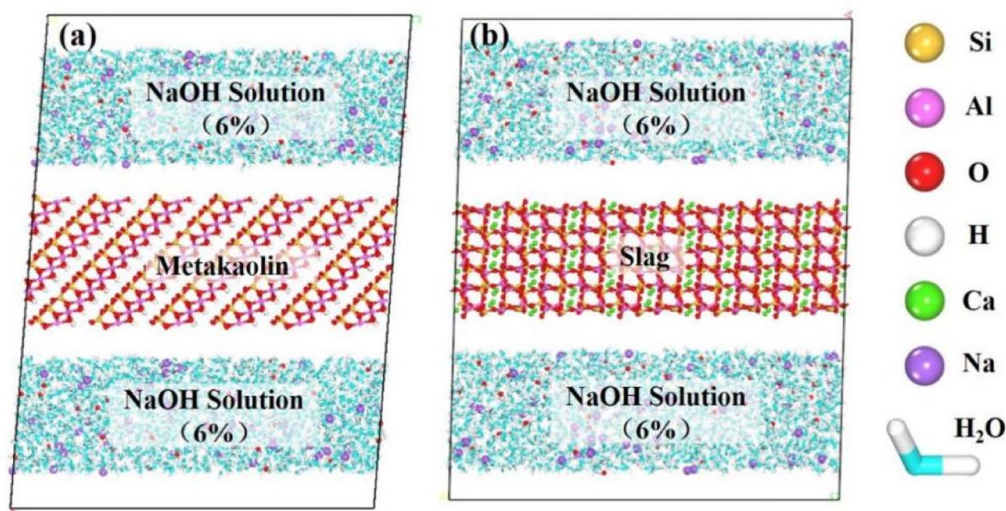 (a)
NaOH Solution
（6%）
Metakaolin
NaOH Solution
（6%）
(b)
NaOH Solution
（6%）
Slag
NaOH Solution
（6%）
Si
Al
O
H
Ca
Na
H₂O